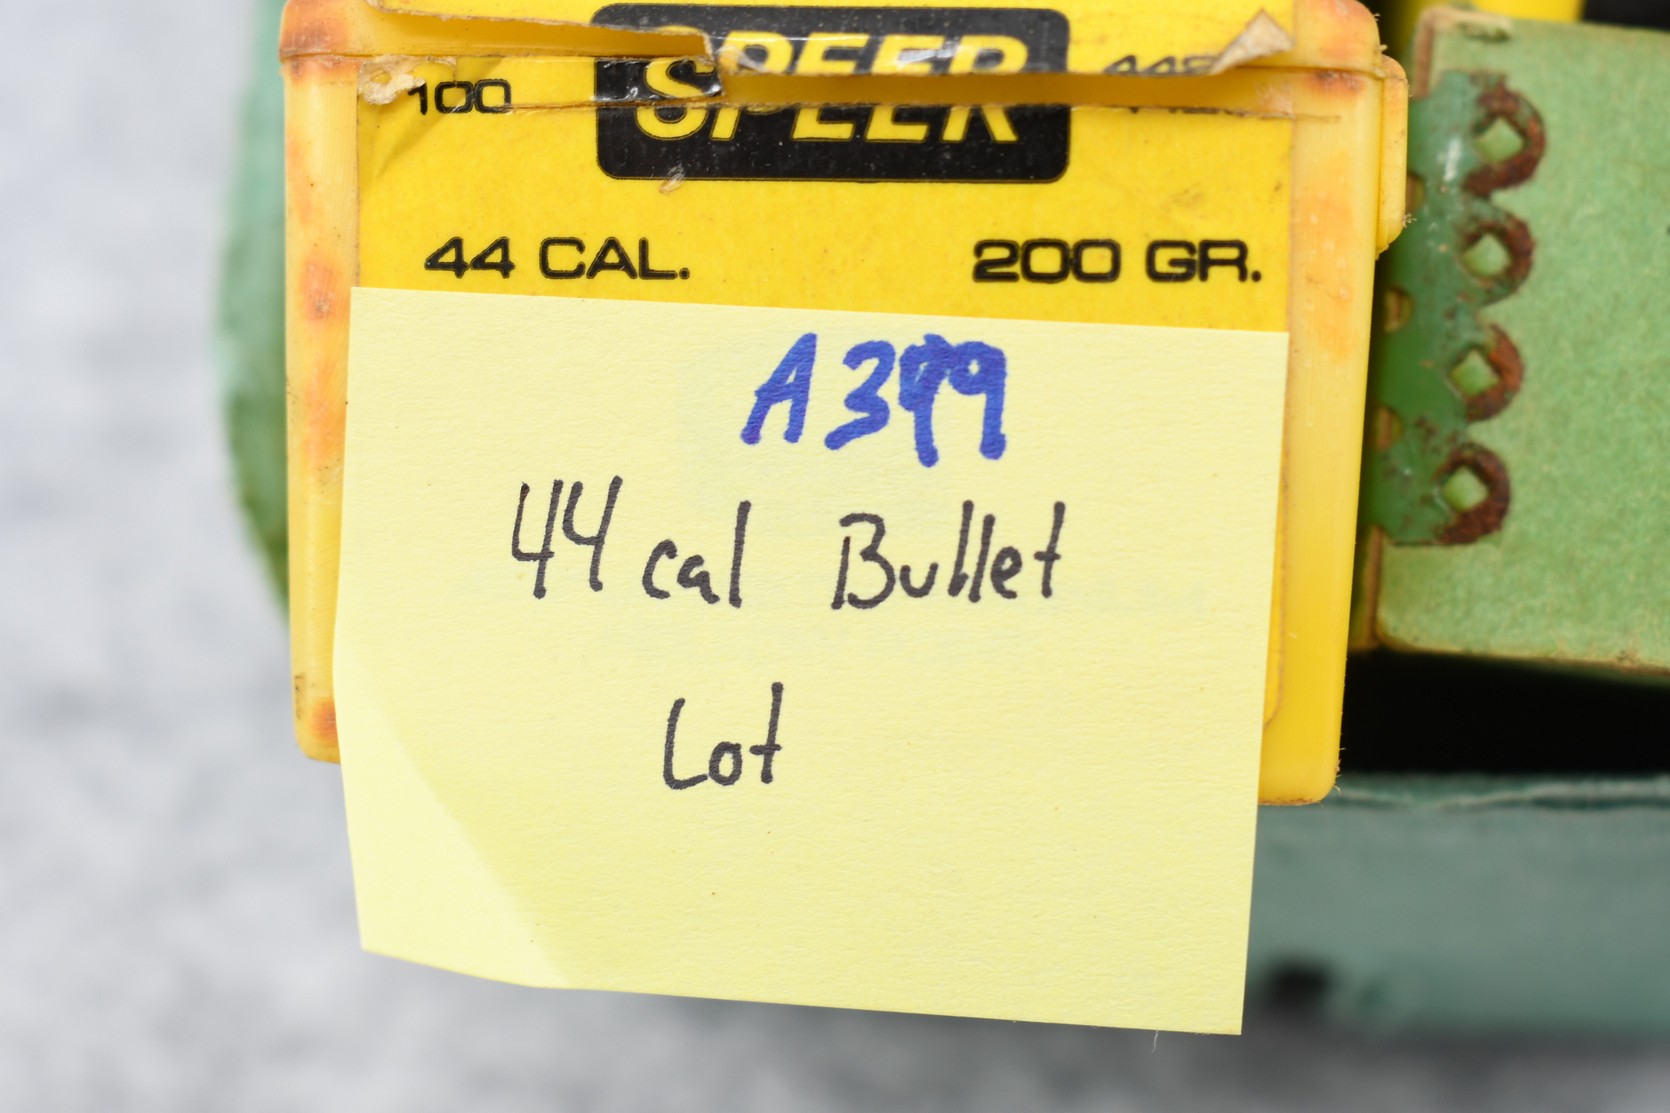 100
SPEER
44 CAL. 200 GR.
A399
44 cal Bullet
Lot